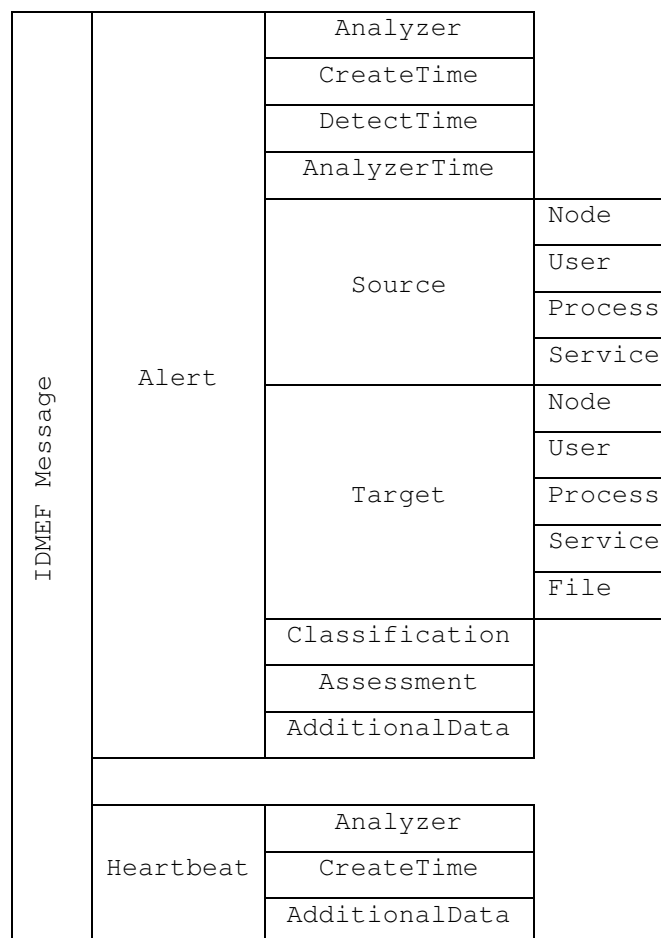 IDMEF Message
Alert
Analyzer
CreateTime
DetectTime
AnalyzerTime
Source
Node
User
Process
Service
Target
Node
User
Process
Service
File
Classification
Assessment
AdditionalData
Heartbeat
Analyzer
CreateTime
AdditionalData